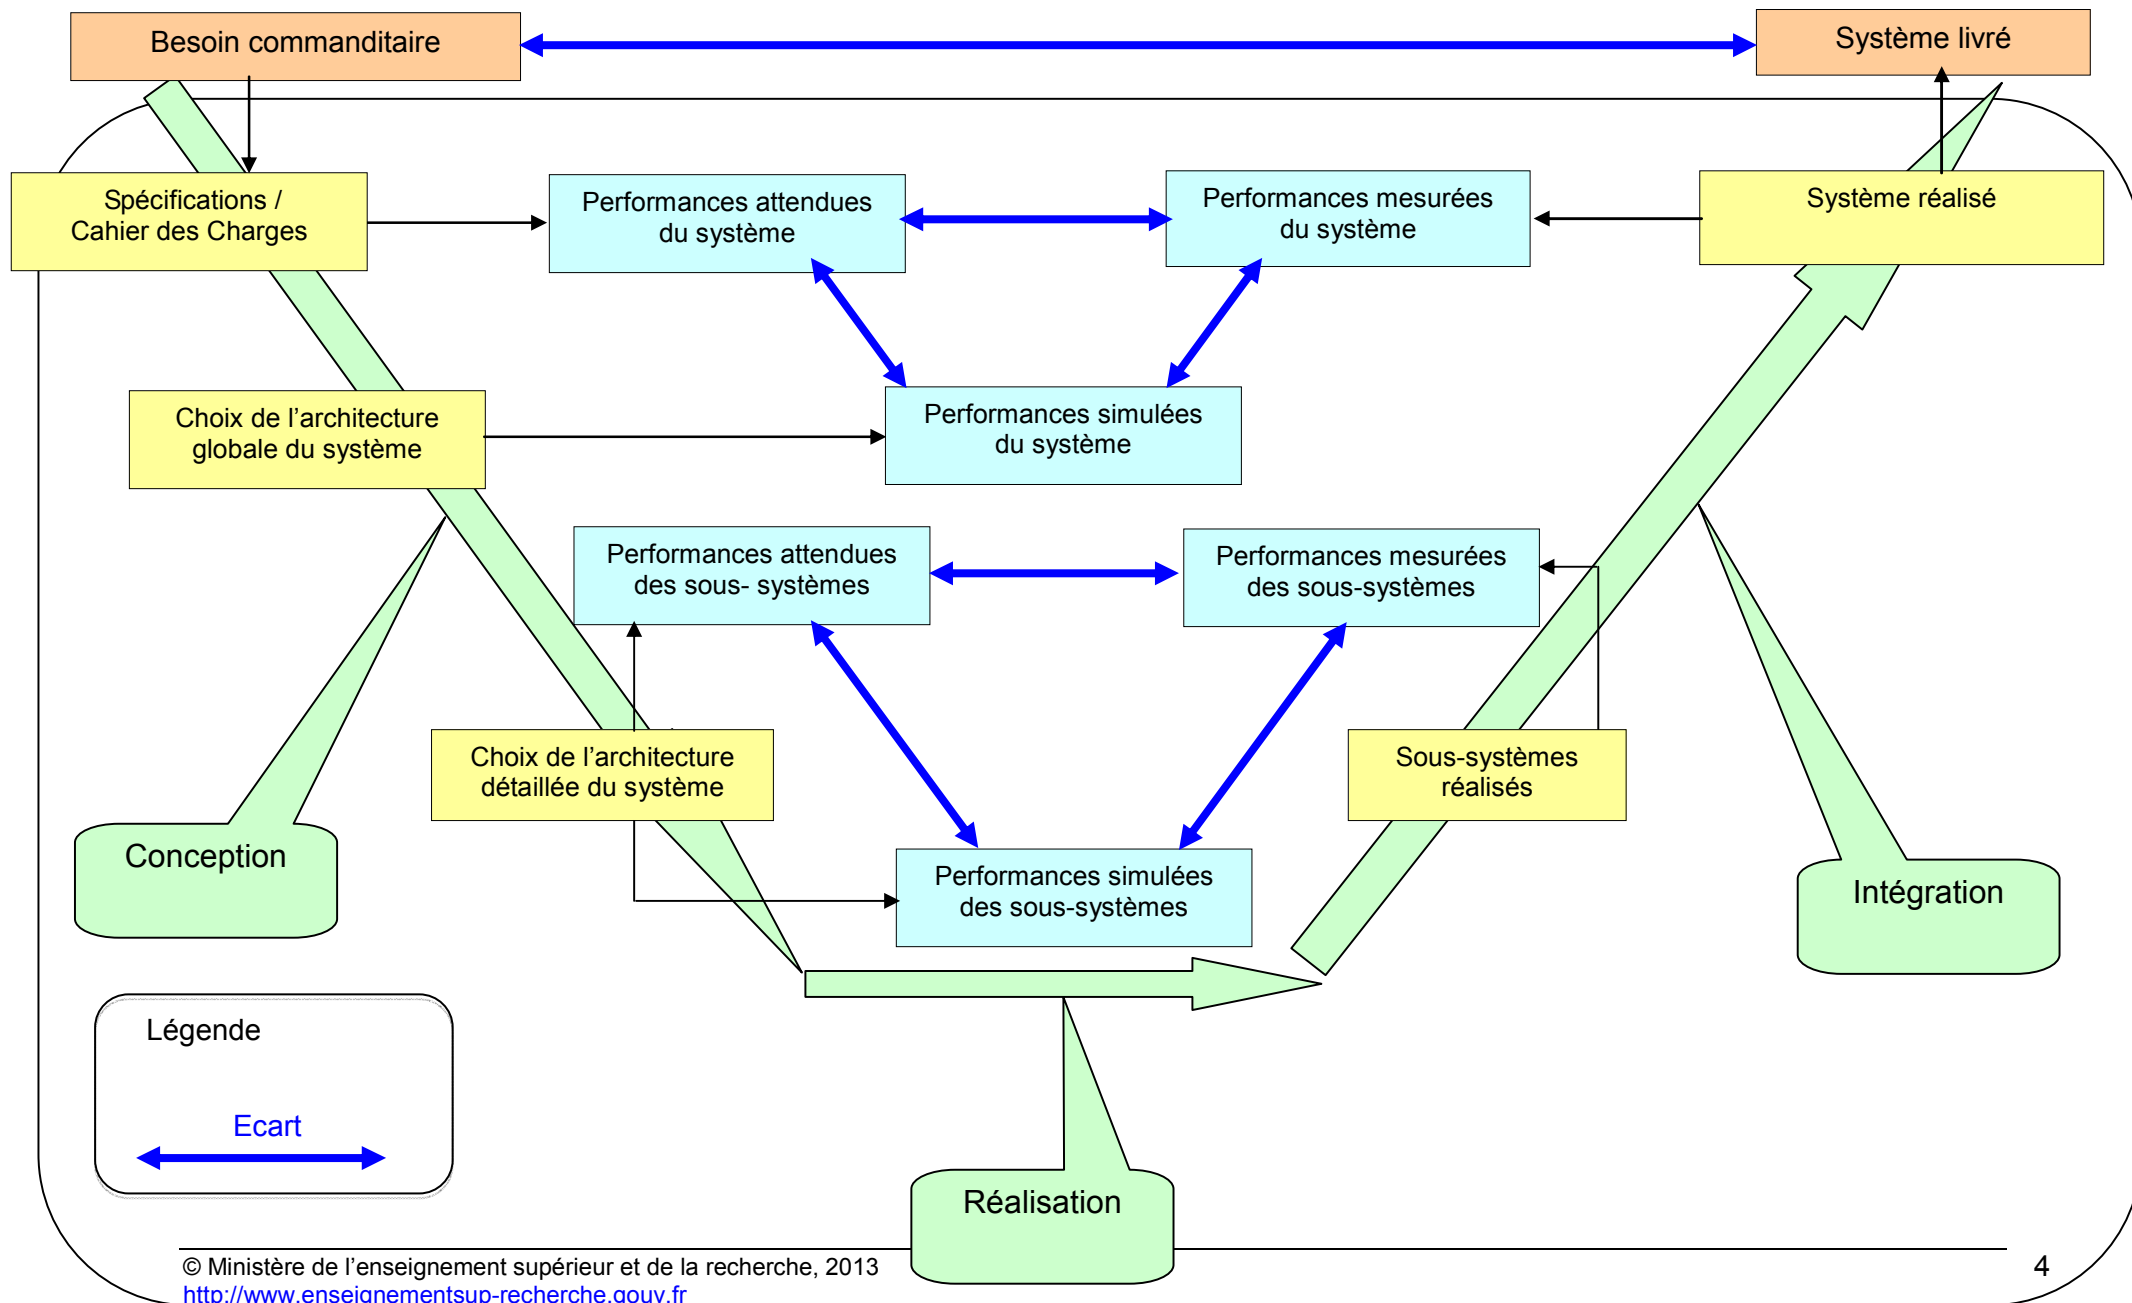 Besoin commanditaire
Système livré
Spécifications /
Cahier des Charges
Performances attendues
du système
Performances mesurées
du système
Système réalisé
Choix de l'architecture
globale du système
Performances simulées
du système
Performances attendues
des sous- systèmes
Performances mesurées
des sous-systèmes
Choix de l'architecture
détaillée du système
Sous-systèmes
réalisés
Conception
Performances simulées
des sous-systèmes
Intégration
Légende
Ecart
Réalisation
© Ministère de l'enseignement supérieur et de la recherche, 2013
4
http://www.enseignementsup-recherche.gouv.fr